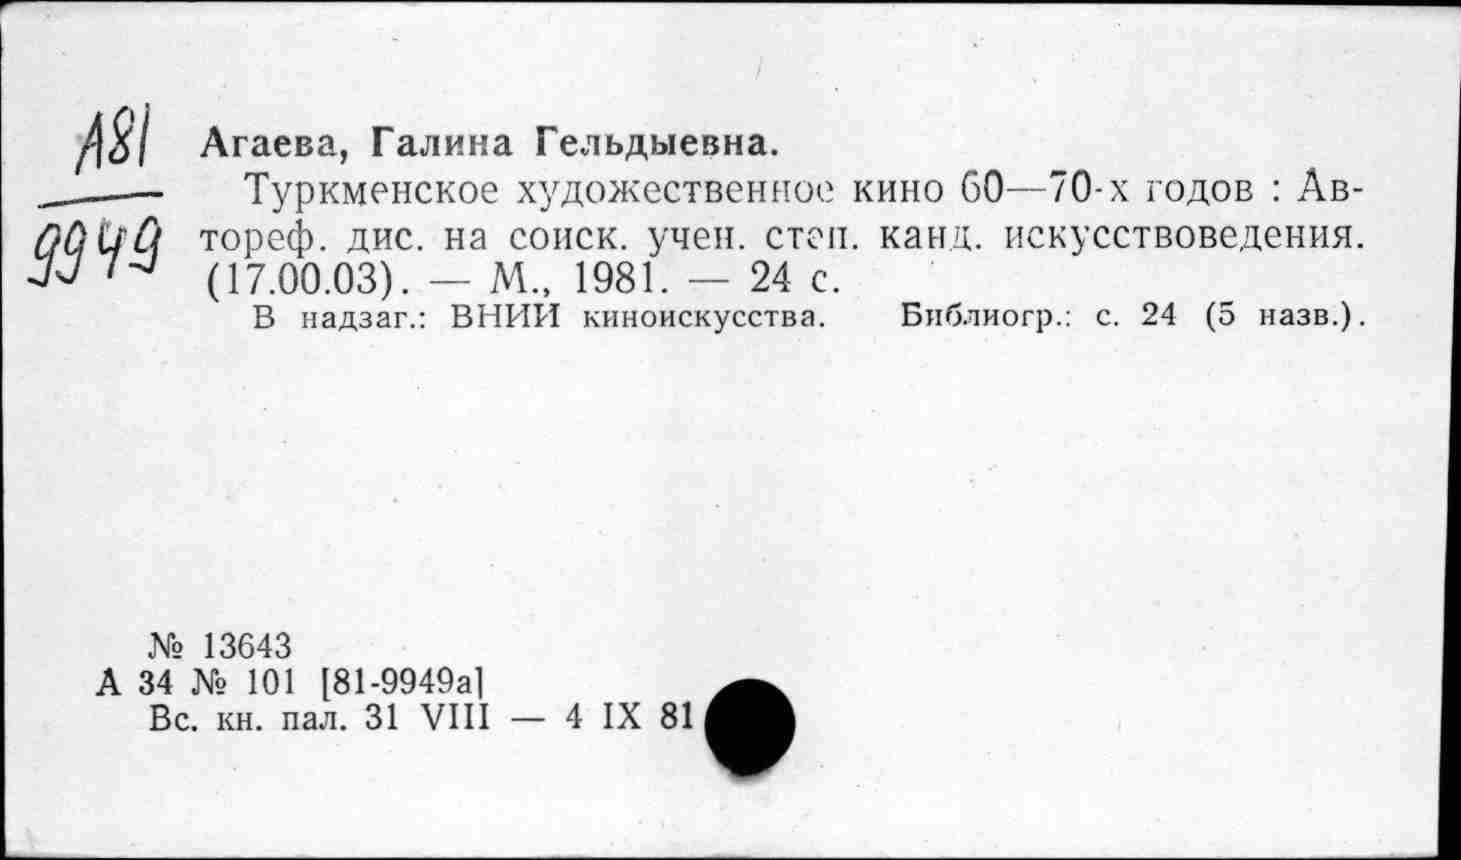 А81
Агаева, Галина Гельдыевна.
Туркменское художественное кино 60—70-х годов : Ав-
9949
тореф. дис. на соиск. учен. степ. канд. искусствоведения.
(17.00.03). — М., 1981. — 24 с.
В надзаг.: ВНИИ киноискусства. Библиогр.: с. 24 (5 назв.).
№ 13643
А 34 № 101 [81-9949а]
Вс. кн. пал. 31 VIII — 4 IX 81